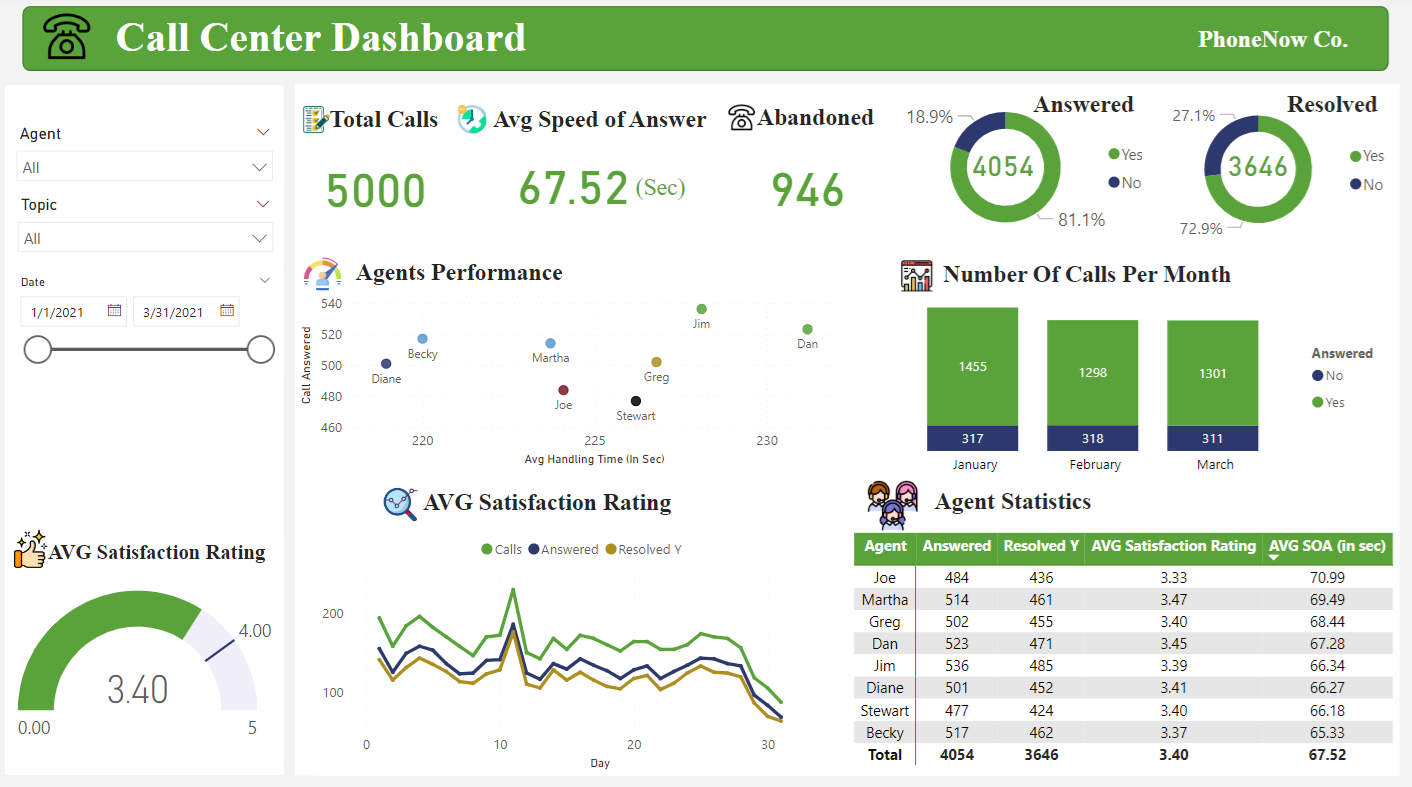 Call Center Dashboard
PhoneNow Co.
Agent
All
Topic
All
Date
1/1/2021
3/31/2021
AVG Satisfaction Rating
4.00
3.40
0.00
5
Total Calls
5000
Avg Speed of Answer
67.52 (Sec)
Abandoned
946
Answered
18.9%
4054
81.1%
Yes
No
Resolved
27.1%
3646
72.9%
Yes
No
Agents Performance
Call Answered
540
520
500
480
460
Jim
Dan
Becky
Martha
Diane
Greg
Joe
Stewart
220
225
230
Avg Handling Time (In Sec)
Number Of Calls Per Month
1455
1298
1301
317
318
311
January
February
March
Answered
No
Yes
AVG Satisfaction Rating
Calls Answered Resolved Y
200
100
0
10
20
30
Day
Agent Statistics
Agent Answered Resolved Y AVG Satisfaction Rating AVG SOA (in sec)
Joe 484 436 3.33 70.99
Martha 514 461 3.47 69.49
Greg 502 455 3.40 68.44
Dan 523 471 3.45 67.28
Jim 536 485 3.39 66.34
Diane 501 452 3.41 66.27
Stewart 477 424 3.40 66.18
Becky 517 462 3.37 65.33
Total 4054 3646 3.40 67.52